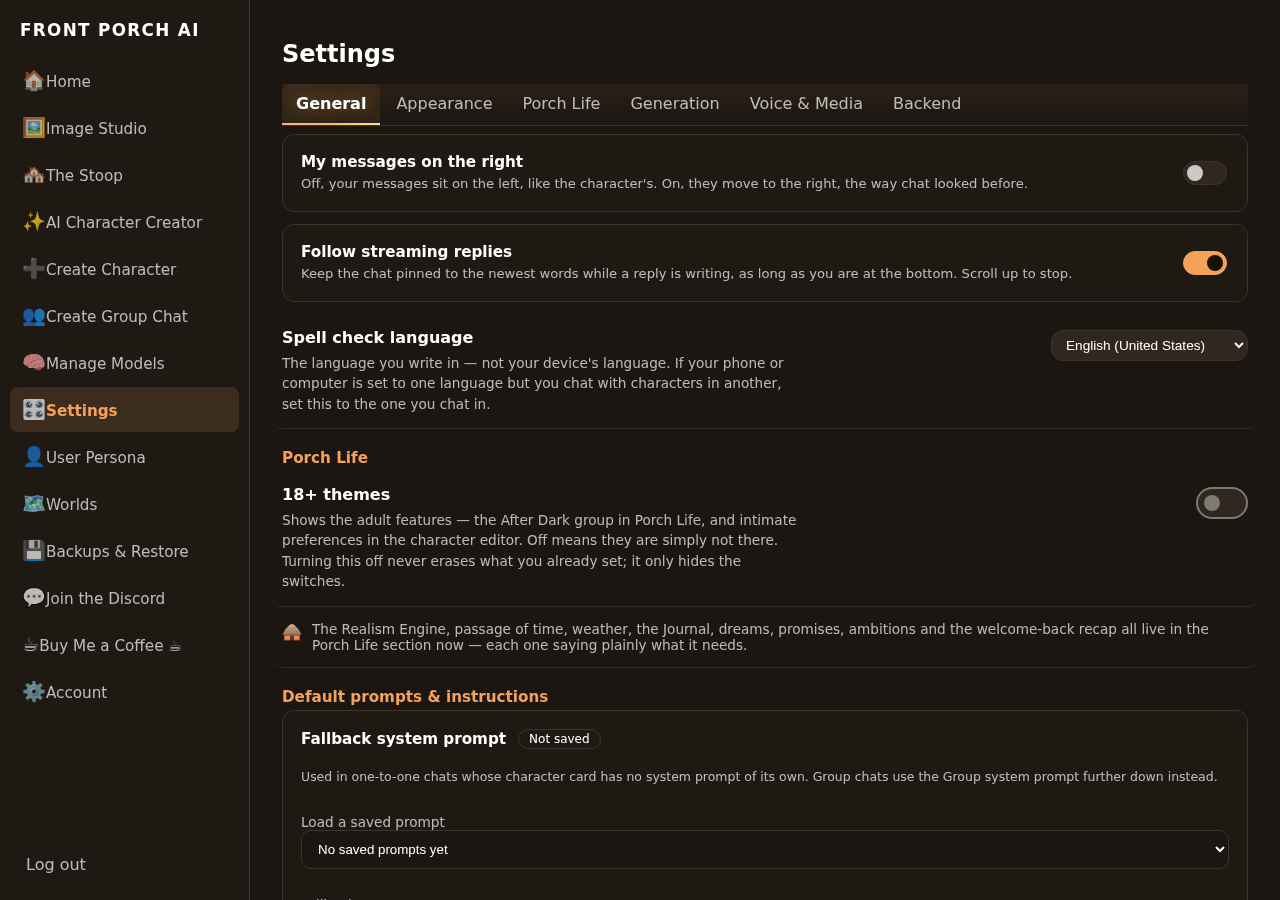 FRONT PORCH AI
Home
Image Studio
The Stoop
AI Character Creator
Create Character
Create Group Chat
Manage Models
Settings
User Persona
Worlds
Backups & Restore
Join the Discord
Buy Me a Coffee ☕
Account
Log out
Settings
General
Appearance
Porch Life
Generation
Voice & Media
Backend
My messages on the right
Off, your messages sit on the left, like the character's. On, they move to the right, the way chat looked before.
Follow streaming replies
Keep the chat pinned to the newest words while a reply is writing, as long as you are at the bottom. Scroll up to stop.
Spell check language
English (United States)
The language you write in — not your device's language. If your phone or
computer is set to one language but you chat with characters in another,
set this to the one you chat in.
Porch Life
18+ themes
Shows the adult features — the After Dark group in Porch Life, and intimate
preferences in the character editor. Off means they are simply not there.
Turning this off never erases what you already set; it only hides the
switches.
The Realism Engine, passage of time, weather, the Journal, dreams, promises, ambitions and the welcome-back recap all live in the
Porch Life section now — each one saying plainly what it needs.
Default prompts & instructions
Fallback system prompt
Not saved
Used in one-to-one chats whose character card has no system prompt of its own. Group chats use the Group system prompt further down instead.
Load a saved prompt
No saved prompts yet